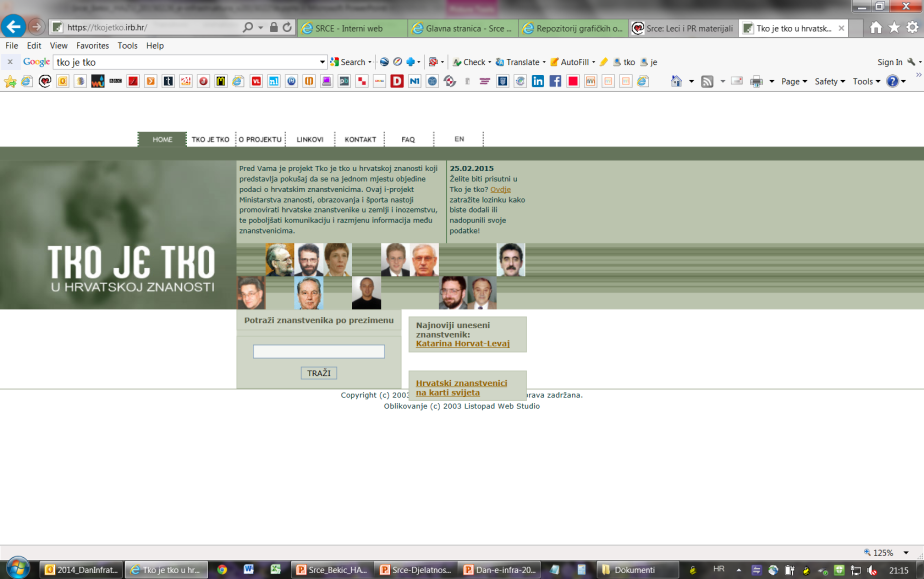 https://tkojetko.irb.hr/
SRCE - Interni web
Glavna stranica - Srce ...
Repozitorij grafičkih o...
Srce: Leci i PR materijali
Tko je tko u hrvatsk...
File Edit View Favorites Tools Help
Google tko je tko
Search
Check
Translate
AutoFill
tko
je
Sign In
Page Safety Tools
HOME
TKO JE TKO
O PROJEKTU
LINKOVI
KONTAKT
FAQ
EN
TKO JE TKO
U HRVATSKOJ ZNANOSTI
Pred Vama je projekt Tko je tko u hrvatskoj znanosti koji
predstavlja pokušaj da se na jednom mjestu objedine
podaci o hrvatskim znanstvenicima. Ovaj i-projekt
Ministarstva znanosti, obrazovanja i športa nastoji
promovirati hrvatske znanstvenike u zemlji i inozemstvu,
te poboljšati komunikaciju i razmjenu informacija među
znanstvenicima.
25.02.2015
Želite biti prisutni u
Tko je tko? Ovdje
zatražite lozinku kako
biste dodali ili
nadopunili svoje
podatke!
Potraži znanstvenika po prezimenu
TRAŽI
Najnoviji uneseni
znanstvenik:
Katarina Horvat-Levaj
Hrvatski znanstvenici
na karti svijeta
Copyright (c) 200 rava zadržana.
Oblikovanje (c) 2003 Listopad Web Studio
125%
2014_DanInfrat...
Tko je tko u hr...
Srce_Bekic_HA...
Srce-Djelatnos...
Dan-e-infra-20...
Dokumenti
HR
21:15